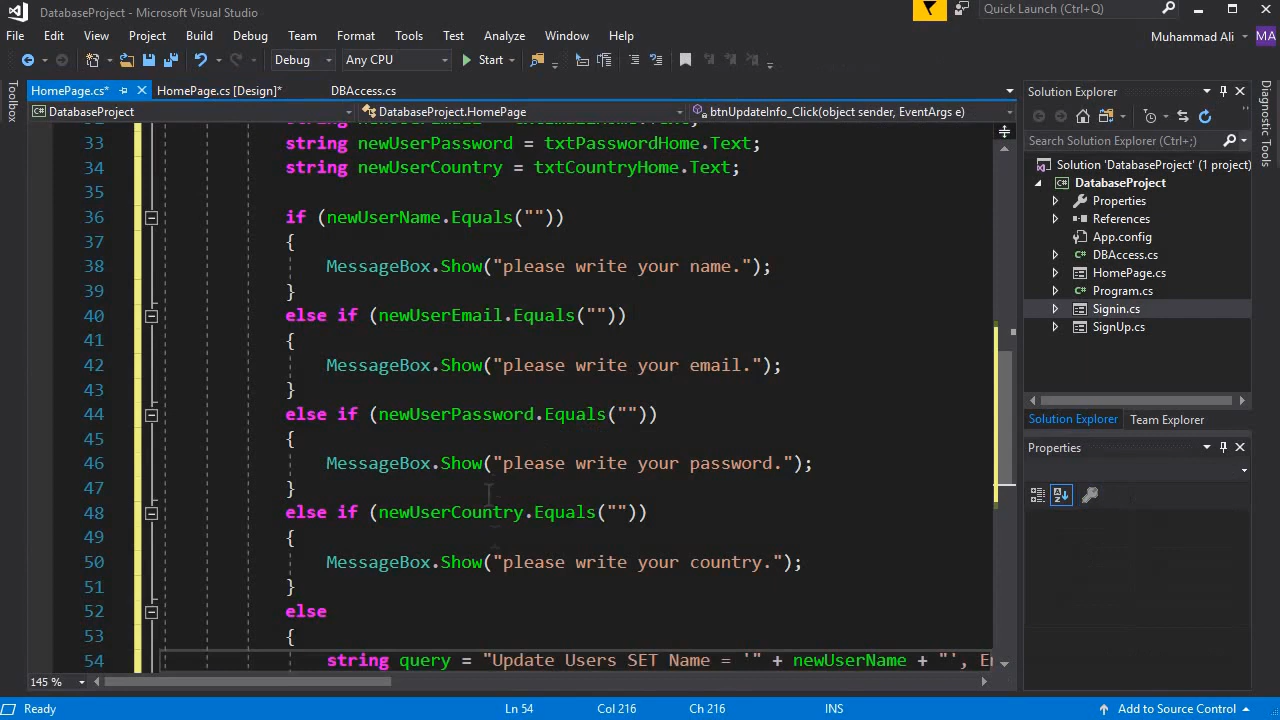 DatabaseProject - Microsoft Visual Studio
Quick Launch (Ctrl+Q)
File Edit View Project Build Debug Team Format Tools Test Analyze Window Help
Muhammad Ali MA
Debug Any CPU Start
Toolbox
HomePage.cs* HomePage.cs [Design]* DBAccess.cs
DatabaseProject DatabaseProject.HomePage btnUpdateInfo_Click(object sender, EventArgs e)
33 string newUserPassword = txtPasswordHome.Text;
34 string newUserCountry = txtCountryHome.Text;
35
36 if (newUserName.Equals(""))
37 {
38 MessageBox.Show("please write your name.");
39 }
40 else if (newUserEmail.Equals(""))
41 {
42 MessageBox.Show("please write your email.");
43 }
44 else if (newUserPassword.Equals(""))
45 {
46 MessageBox.Show("please write your password.");
47 }
48 else if (newUserCountry.Equals(""))
49 {
50 MessageBox.Show("please write your country.");
51 }
52 else
53 {
54 string query = "Update Users SET Name = '" + newUserName + "', E
145 %
Solution Explorer
Search Solution Explorer (Ctrl+;)
Solution 'DatabaseProject' (1 project)
DatabaseProject
Properties
References
App.config
DBAccess.cs
HomePage.cs
Program.cs
Signin.cs
SignUp.cs
Solution Explorer Team Explorer
Properties
Diagnostic Tools
Ready Ln 54 Col 216 Ch 216 INS Add to Source Control